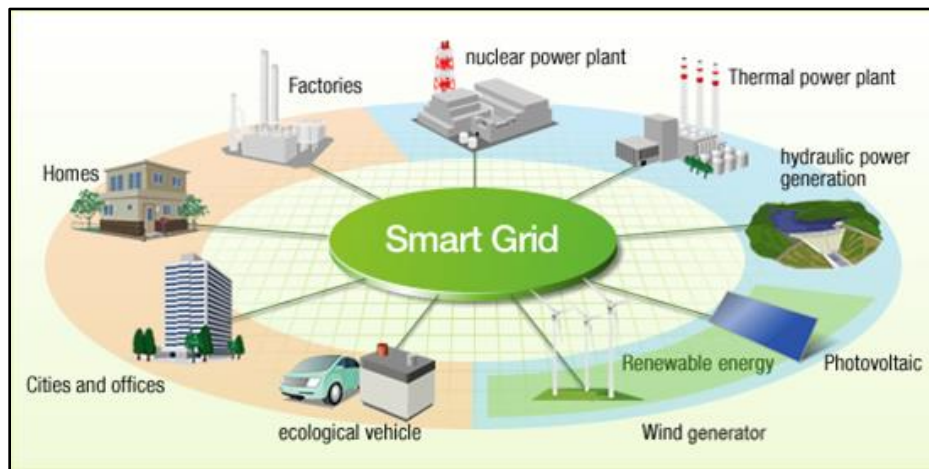 nuclear power plant
Factories
Thermal power plant
Homes
hydraulic power
generation
Smart Grid
Cities and offices
Renewable energy
Photovoltaic
ecological vehicle
Wind generator